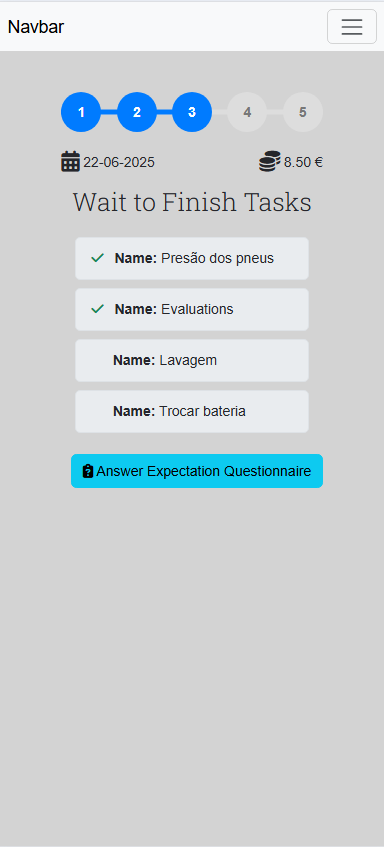 Navbar
1 2 3 4 5
22-06-2025 8.50 €
Wait to Finish Tasks
Name: Presão dos pneus
Name: Evaluations
Name: Lavagem
Name: Trocar bateria
Answer Expectation Questionnaire